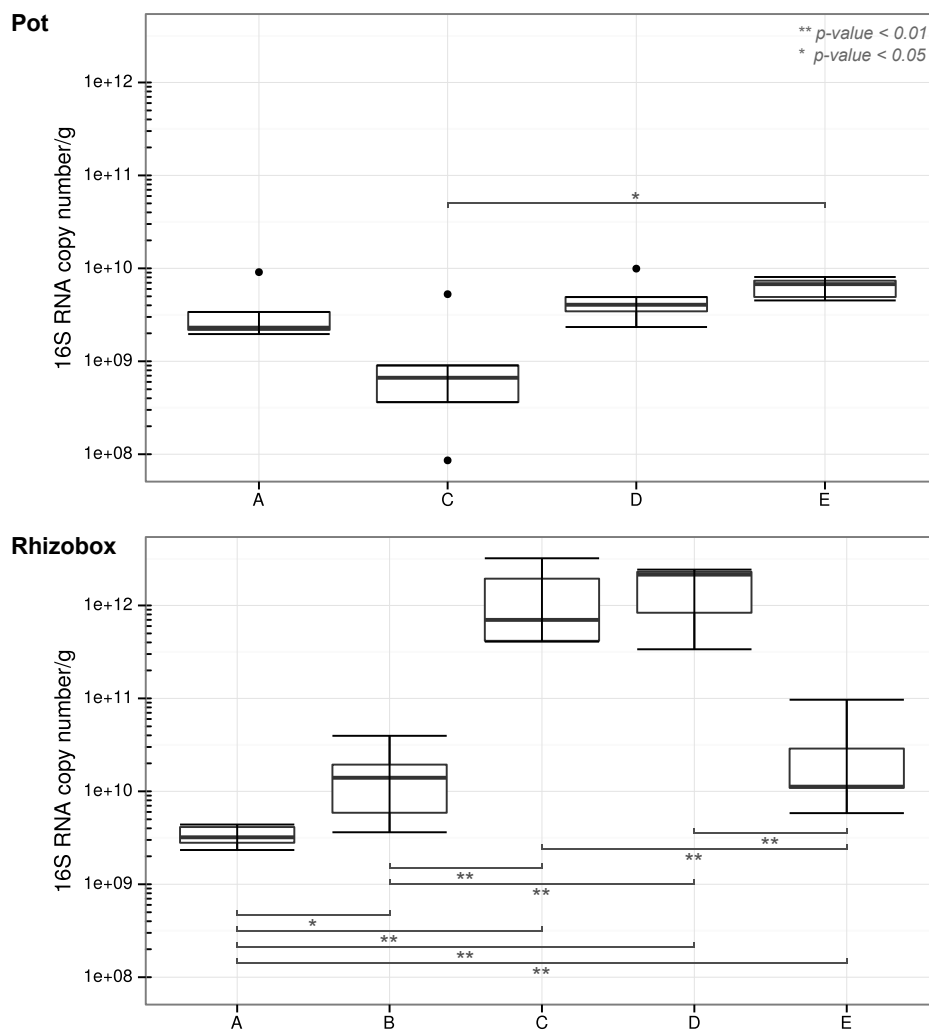 Pot
** p-value < 0.01
* p-value < 0.05
16S RNA copy number/g
1e+12
1e+11
1e+10
1e+09
1e+08
*
A C D E
Rhizobox
16S RNA copy number/g
1e+12
1e+11
1e+10
1e+09
1e+08
**
**
**
**
*
**
**
**
A B C D E